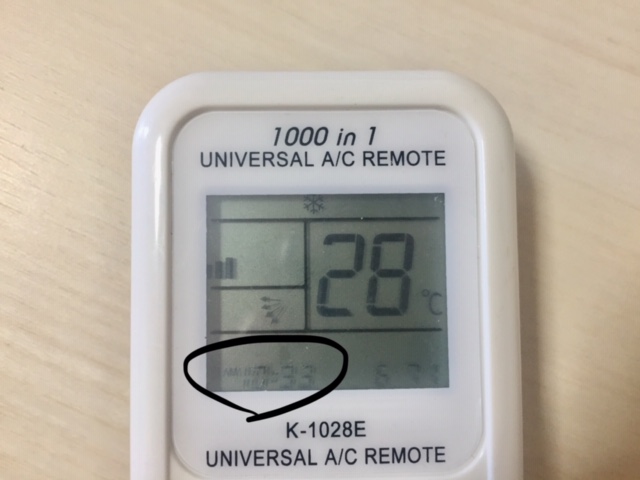 1000 in 1
UNIVERSAL A/C REMOTE
28 °C
K-1028E
UNIVERSAL A/C REMOTE